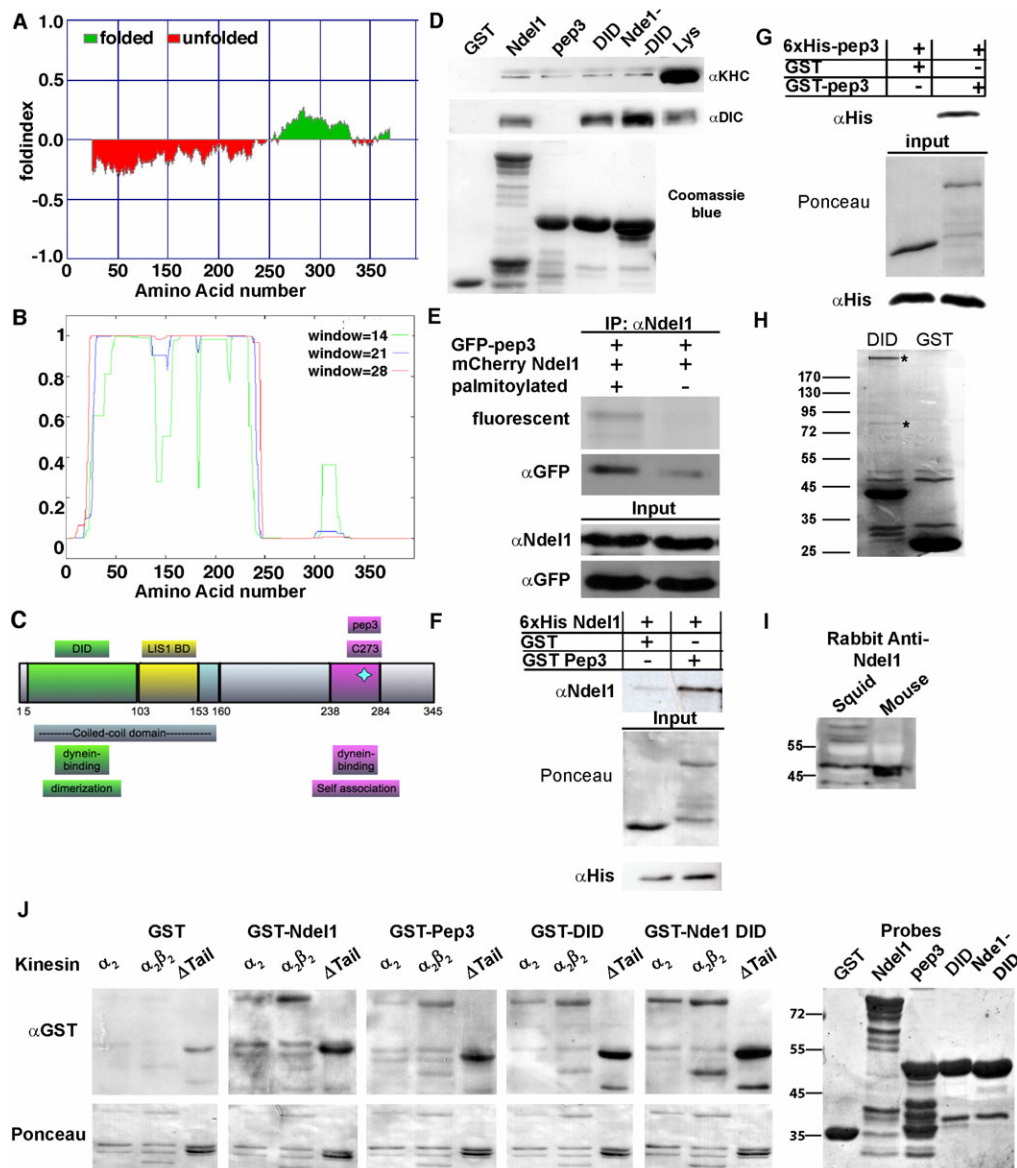 A
folded unfolded
foldindex
1.0
0.5
0.0
-0.5
-1.0
0 50 100 150 200 250 300 350
Amino Acid number
B
window=14
window=21
window=28
1
0.8
0.6
0.4
0.2
0
0 50 100 150 200 250 300 350
Amino Acid number
C
pep3
DID LIS1 BD C273
1 5 103 153 160 238 284 345
---------Coiled-coil domain------------
dynein-binding
dimerization
dynein-binding
Self association
D
GST Ndel1 pep3 DID Nde1-DID Lys
αKHC
αDIC
Coomassie blue
E
IP: αNdel1
GFP-pep3 + +
mCherry Ndel1 + +
palmitoylated + -
fluorescent
αGFP
Input
αNdel1
αGFP
F
6xHis Ndel1 + +
GST + -
GST Pep3 - +
αNdel1
Input
Ponceau
αHis
G
6xHis-pep3 + +
GST + -
GST-pep3 - +
αHis
input
Ponceau
αHis
H
DID GST
*
170
130
95
72
*
55
45
35
25
I
Rabbit Anti-Ndel1
Squid Mouse
55
45
J
GST GST-Ndel1 GST-Pep3 GST-DID GST-Nde1 DID Probes
Kinesin α2 α2β2 ΔTail α2 α2β2 ΔTail α2 α2β2 ΔTail α2 α2β2 ΔTail α2 α2β2 ΔTail
GST Ndel1 pep3 DID Nde1-DID
αGST
Ponceau
72
55
45
35